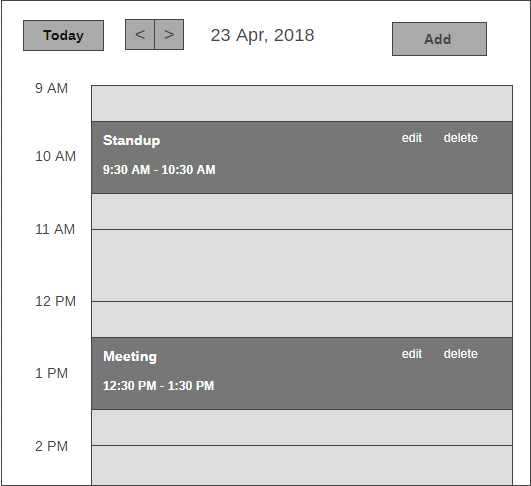 Today < > 23 Apr, 2018 Add
9 AM
Standup edit delete
10 AM
9:30 AM - 10:30 AM
11 AM
12 PM
Meeting edit delete
1 PM
12:30 PM - 1:30 PM
2 PM